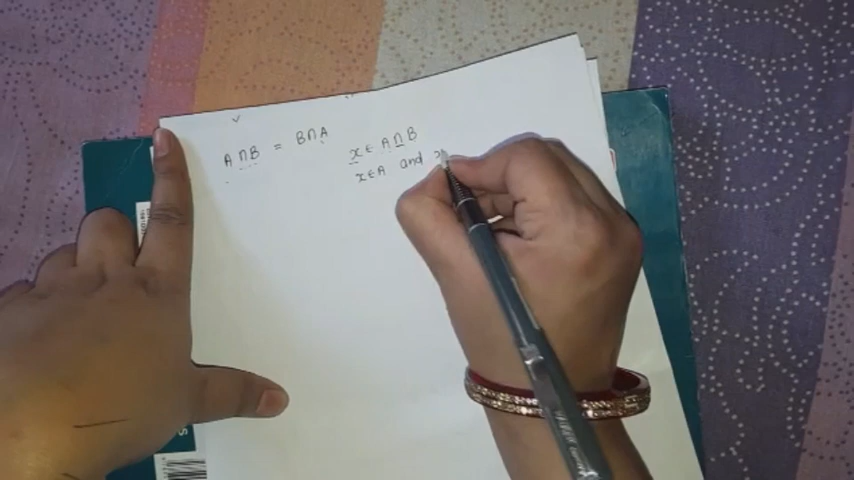 A ∩ B = B ∩ A
x ∈ A ∩ B
x ∈ A and x